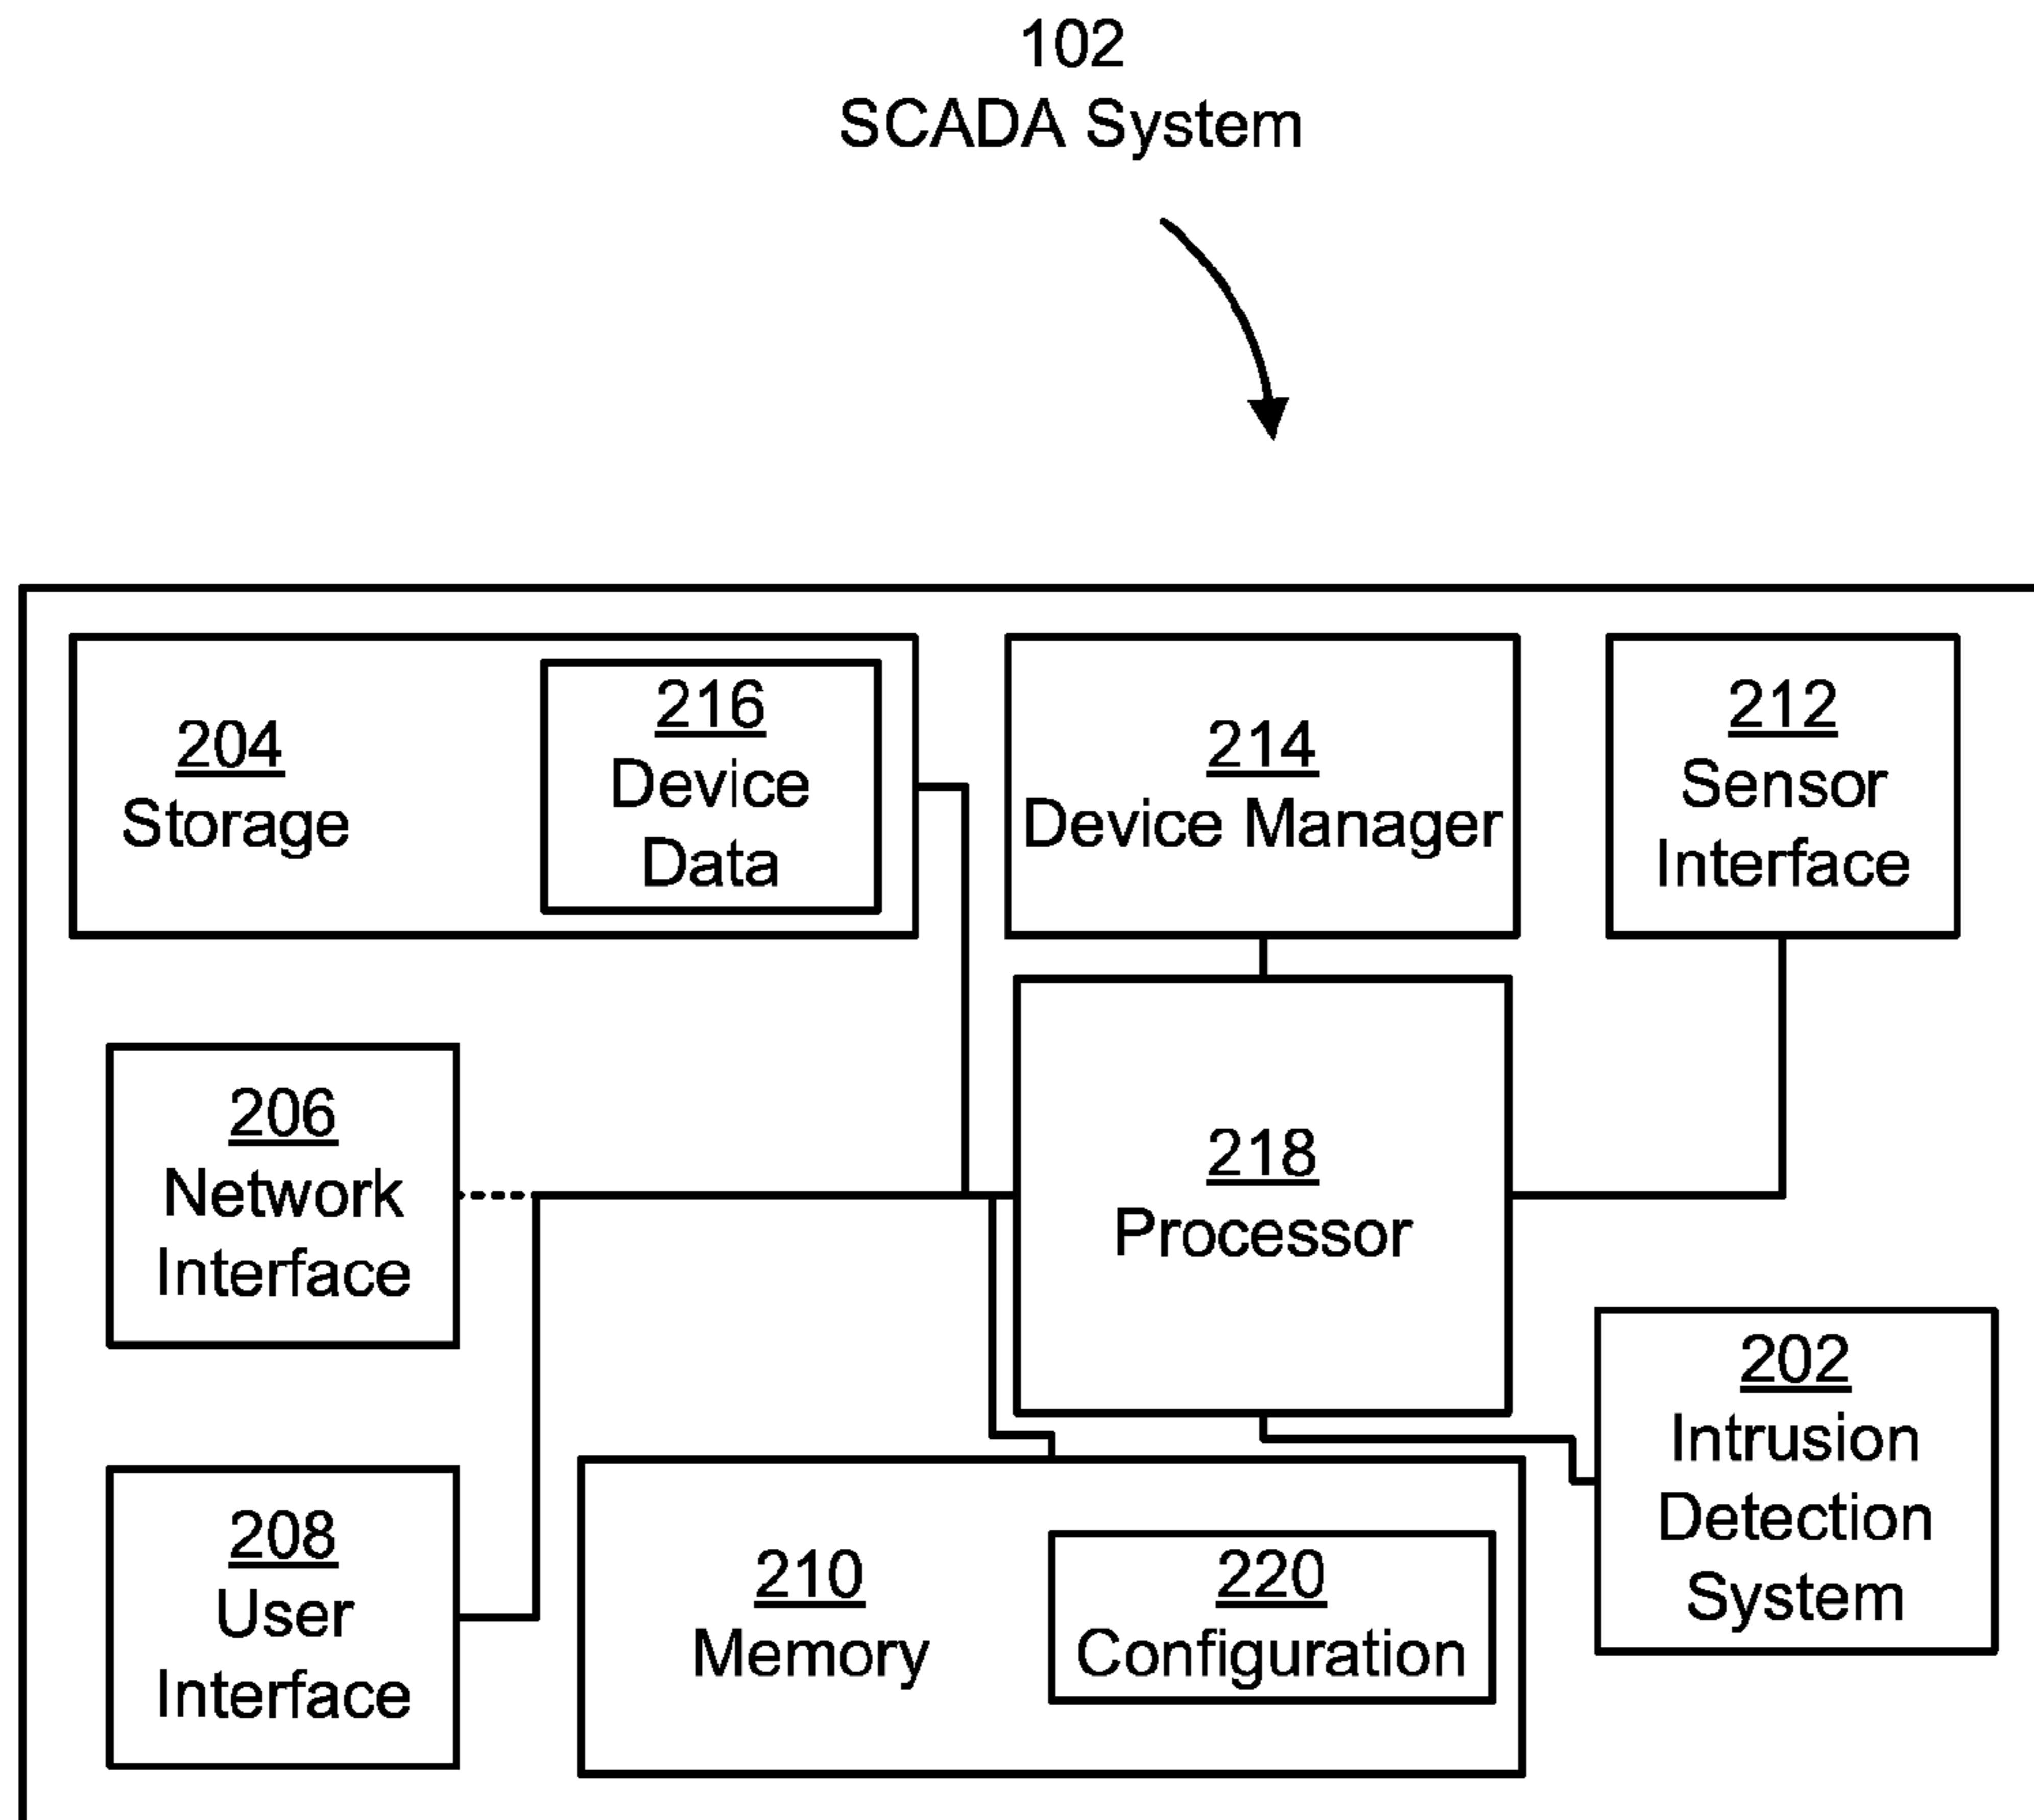 102
SCADA System
204
Storage
216
Device
Data
214
Device Manager
212
Sensor
Interface
206
Network
Interface
218
Processor
202
Intrusion
Detection
System
208
User
Interface
210
Memory
220
Configuration